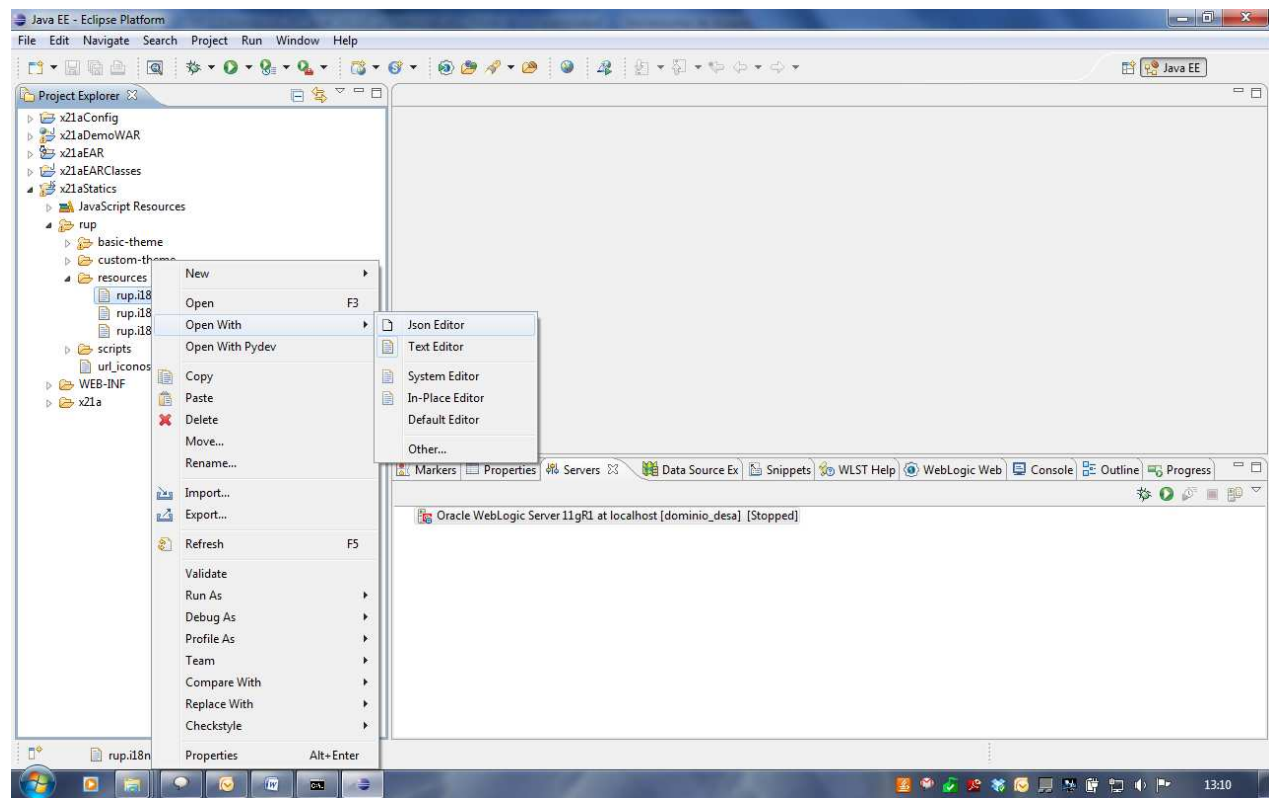 Java EE - Eclipse Platform
File Edit Navigate Search Project Run Window Help
Java EE
Project Explorer
x21aConfig
x21aDemoWAR
x21aEAR
x21aEARClasses
x21aStatics
JavaScript Resources
rup
basic-theme
custom-theme
resources
rup.i18
rup.i18
rup.i18
scripts
url_iconos
WEB-INF
x21a
New
Open F3
Open With
Open With Pydev
Copy
Paste
Delete
Move...
Rename...
Import...
Export...
Refresh F5
Validate
Run As
Debug As
Profile As
Team
Compare With
Replace With
Checkstyle
Properties Alt+Enter
Json Editor
Text Editor
System Editor
In-Place Editor
Default Editor
Other...
Markers Properties Servers Data Source Ex Snippets WLST Help WebLogic Web Console Outline Progress
Oracle WebLogic Server 11gR1 at localhost [dominio_desa] [Stopped]
rup.i18n
13:10